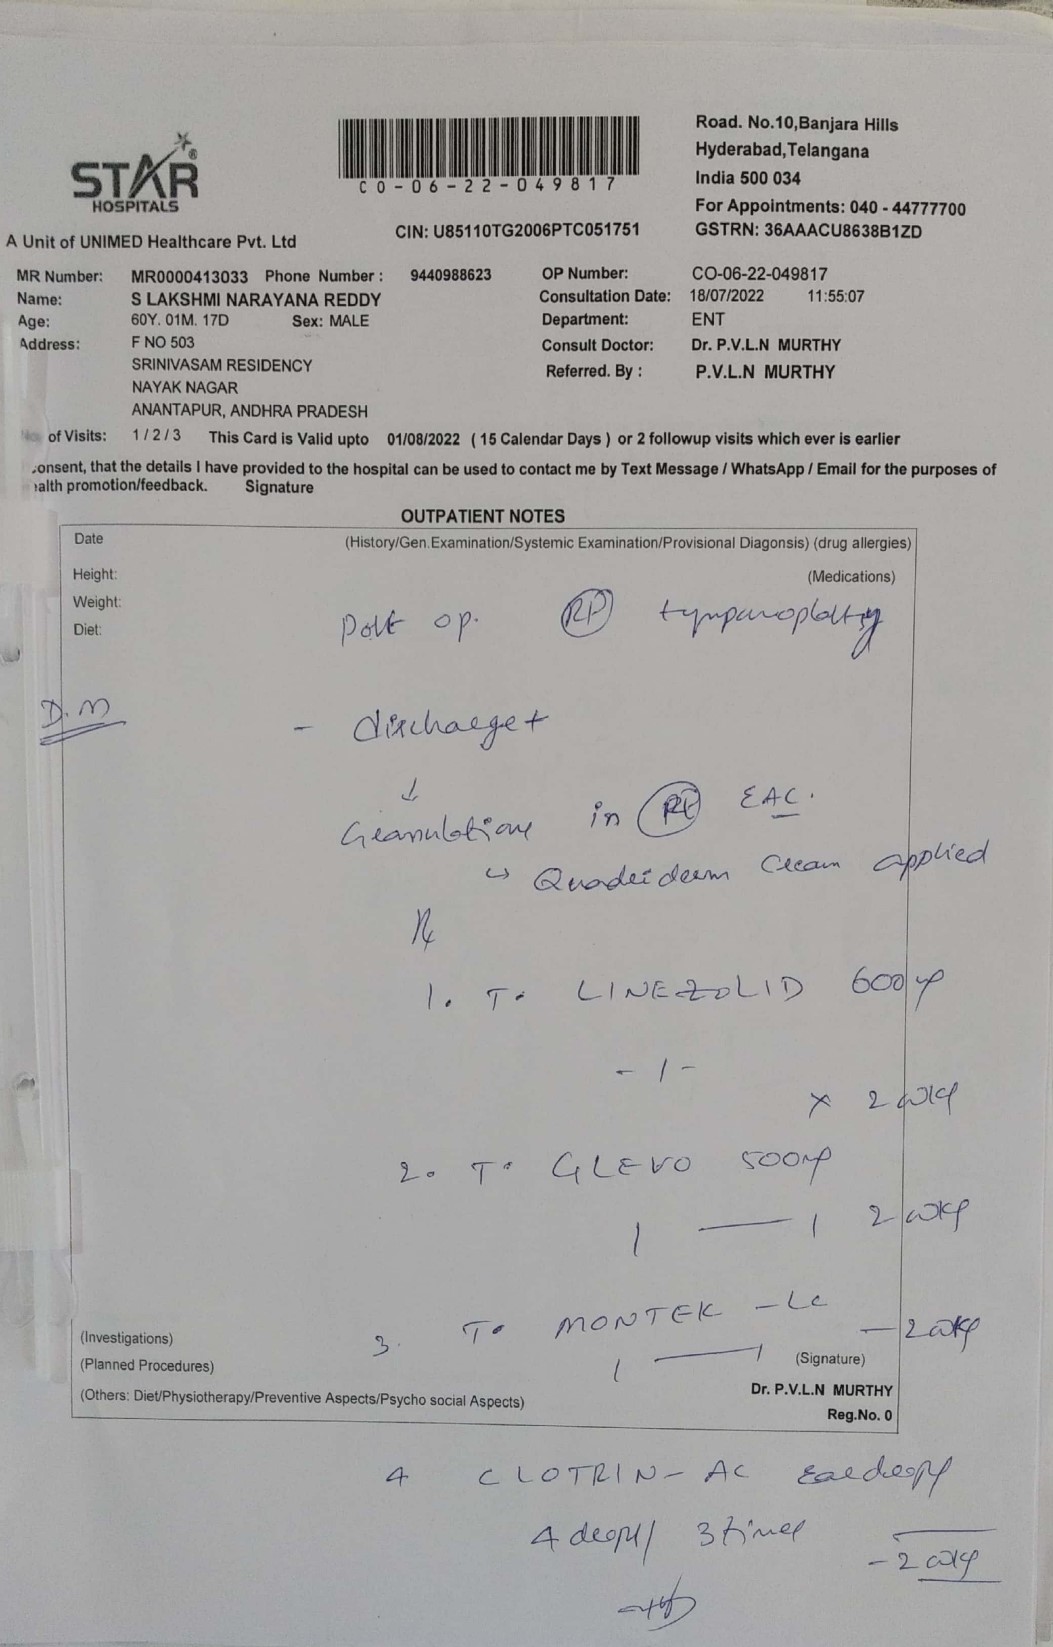 STAR
HOSPITALS
A Unit of UNIMED Healthcare Pvt. Ltd
CO-06-22-049817
CIN: U85110TG2006PTC051751
Road. No.10,Banjara Hills
Hyderabad,Telangana
India 500 034
For Appointments: 040 - 44777700
GSTRN: 36AAACU8638B1ZD
MR Number: MR0000413033 Phone Number : 9440988623 OP Number: CO-06-22-049817
Name: S LAKSHMI NARAYANA REDDY Consultation Date: 18/07/2022 11:55:07
Age: 60Y. 01M. 17D Sex: MALE Department: ENT
Address: F NO 503 Consult Doctor: Dr. P.V.L.N MURTHY
SRINIVASAM RESIDENCY Referred. By : P.V.L.N MURTHY
NAYAK NAGAR
ANANTAPUR, ANDHRA PRADESH
of Visits: 1 / 2 / 3 This Card is Valid upto 01/08/2022 ( 15 Calendar Days ) or 2 followup visits which ever is earlier
onsent, that the details I have provided to the hospital can be used to contact me by Text Message / WhatsApp / Email for the purposes of
alth promotion/feedback. Signature
OUTPATIENT NOTES
Date (History/Gen.Examination/Systemic Examination/Provisional Diagonsis) (drug allergies)
Height: (Medications)
Weight:
Diet:
Post op. Rt tympanoplasty
D.M
- discharge +
↓
Granulations in Rt EAC.
↳ Quadriderm Cream applied
Rx
1. T. LINEZOLID 600mg
- 1 -
x 2 wks
2. T. GLEVO 500mg
1 — 1 2 wks
3. T. MONTEK - LC
1 — 1 - 2 wks
(Investigations)
(Planned Procedures) (Signature)
(Others: Diet/Physiotherapy/Preventive Aspects/Psycho social Aspects) Dr. P.V.L.N MURTHY
Reg.No. 0
4 CLOTRIN - AC Ear drops
4 drops/ 3 times
- 2 wks